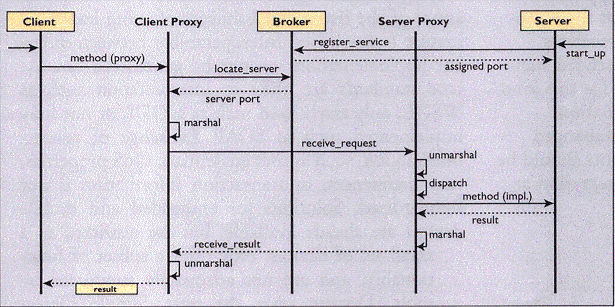 Client Client Proxy Broker Server Proxy Server
register_service
start_up
method (proxy)
assigned port
locate_server
server port
marshal
receive_request
unmarshal
dispatch
method (impl.)
result
marshal
receive_result
unmarshal
result